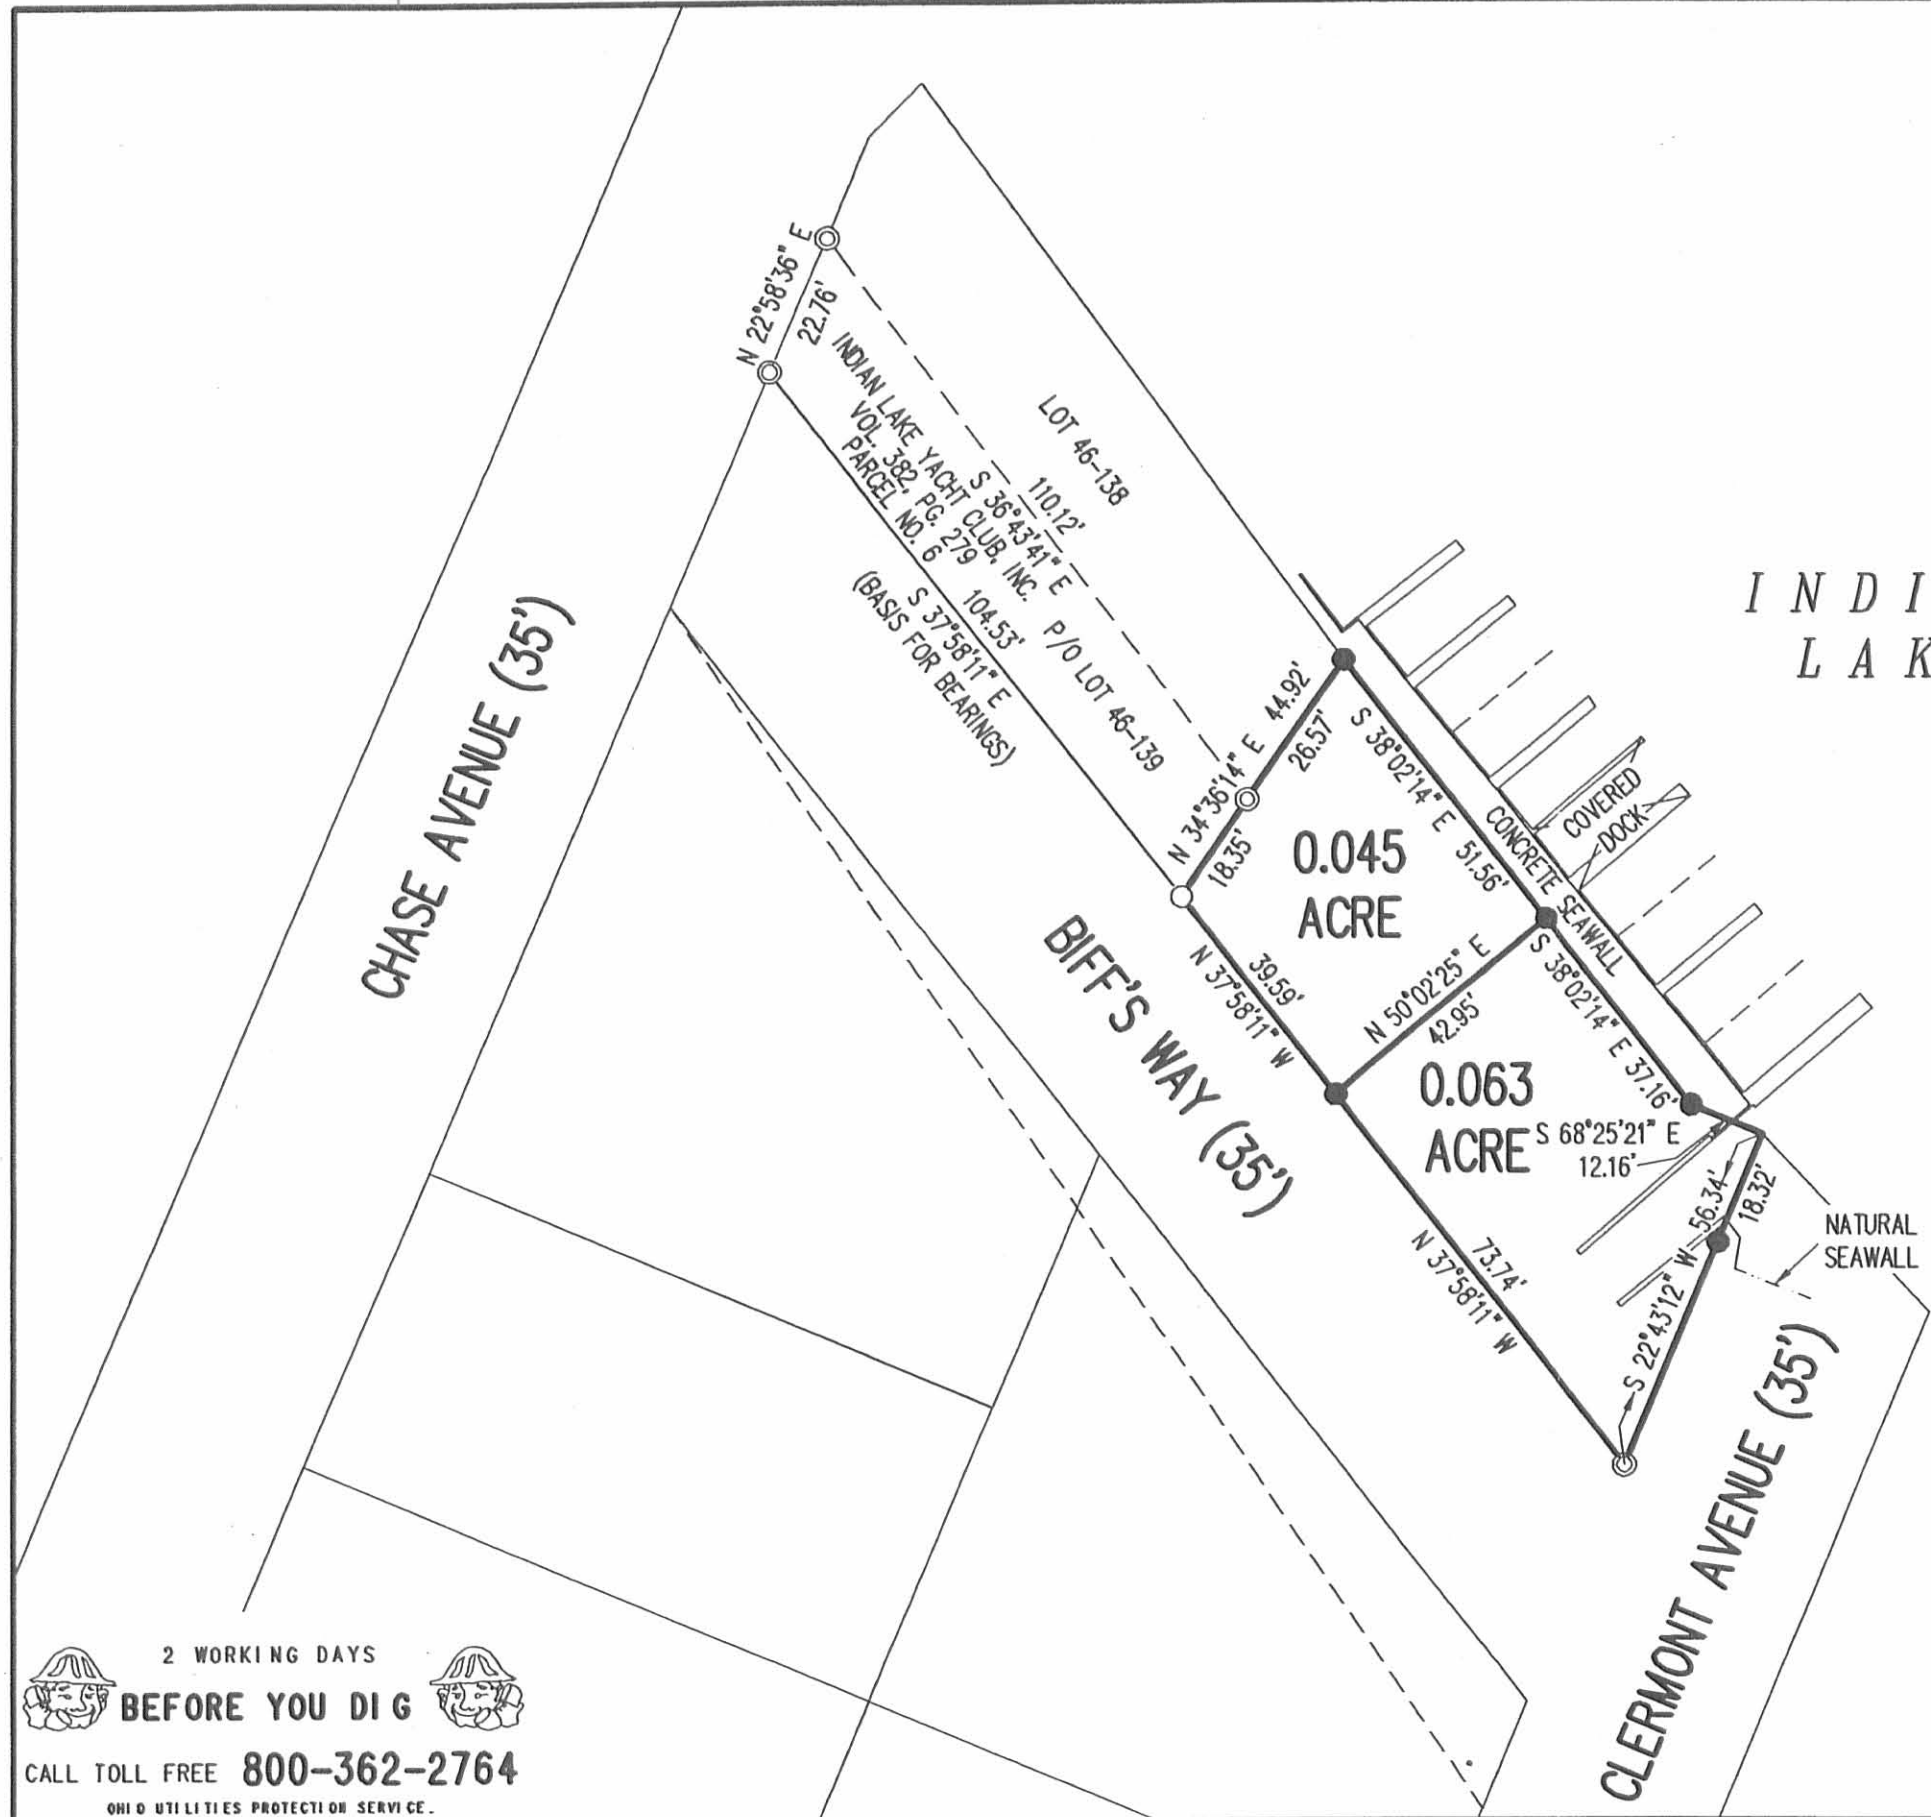 N 22°58'36" E
22.76'
INDIAN LAKE YACHT CLUB, INC.
VOL. 382, PG. 279
PARCEL NO. 6
LOT 46-138
110.12'
S 36°43'41" E
P/O LOT 46-139
104.53'
S 37°58'11" E
(BASIS FOR BEARINGS)
INDI
LAK
CHASE AVENUE (35')
N 34°36'14" E 44.92'
26.57'
18.35'
S 38°02'14" E 51.56'
CONCRETE SEAWALL
COVERED
DOCK
0.045
ACRE
39.59'
N 37°58'11" W
N 50°02'25" E
42.95'
S 38°02'14" E 37.16'
BIFF'S WAY (35')
0.063
ACRE
S 68°25'21" E
12.16'
S 22°43'12" W 56.34'
18.32'
NATURAL
SEAWALL
73.74'
N 37°58'11" W
CLERMONT AVENUE (35')
2 WORKING DAYS
BEFORE YOU DIG
CALL TOLL FREE 800-362-2764
OHIO UTILITIES PROTECTION SERVICE.